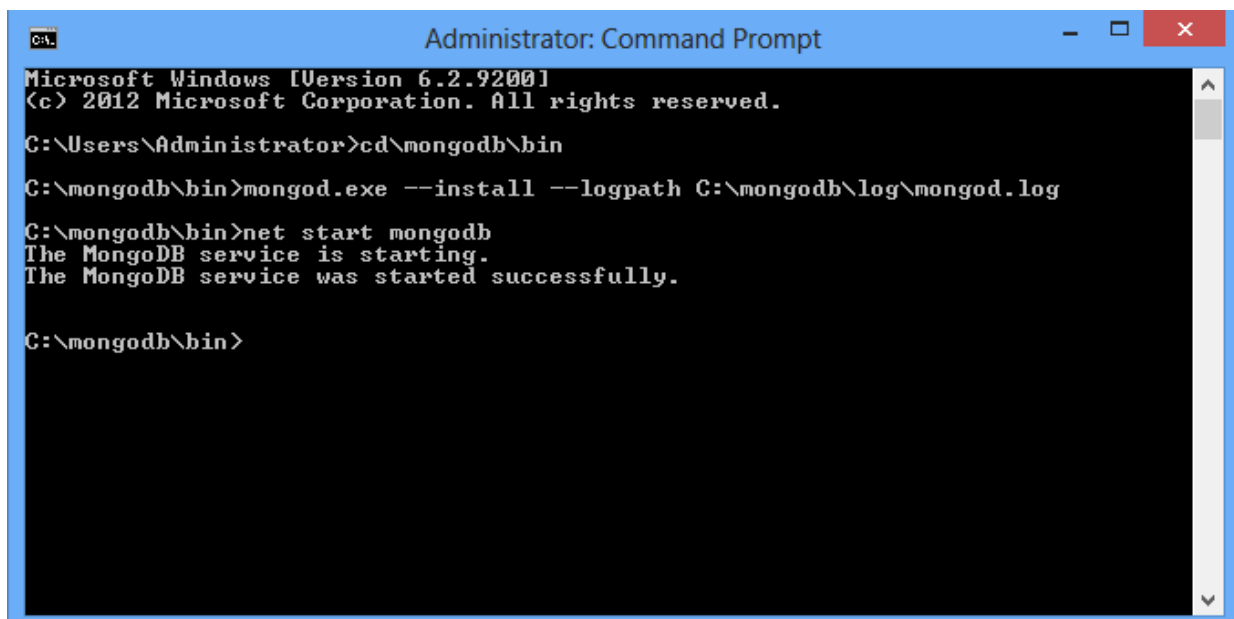 Administrator: Command Prompt
Microsoft Windows [Version 6.2.9200]
(c) 2012 Microsoft Corporation. All rights reserved.
C:\Users\Administrator>cd\mongodb\bin
C:\mongodb\bin>mongod.exe --install --logpath C:\mongodb\log\mongod.log
C:\mongodb\bin>net start mongodb
The MongoDB service is starting.
The MongoDB service was started successfully.
C:\mongodb\bin>